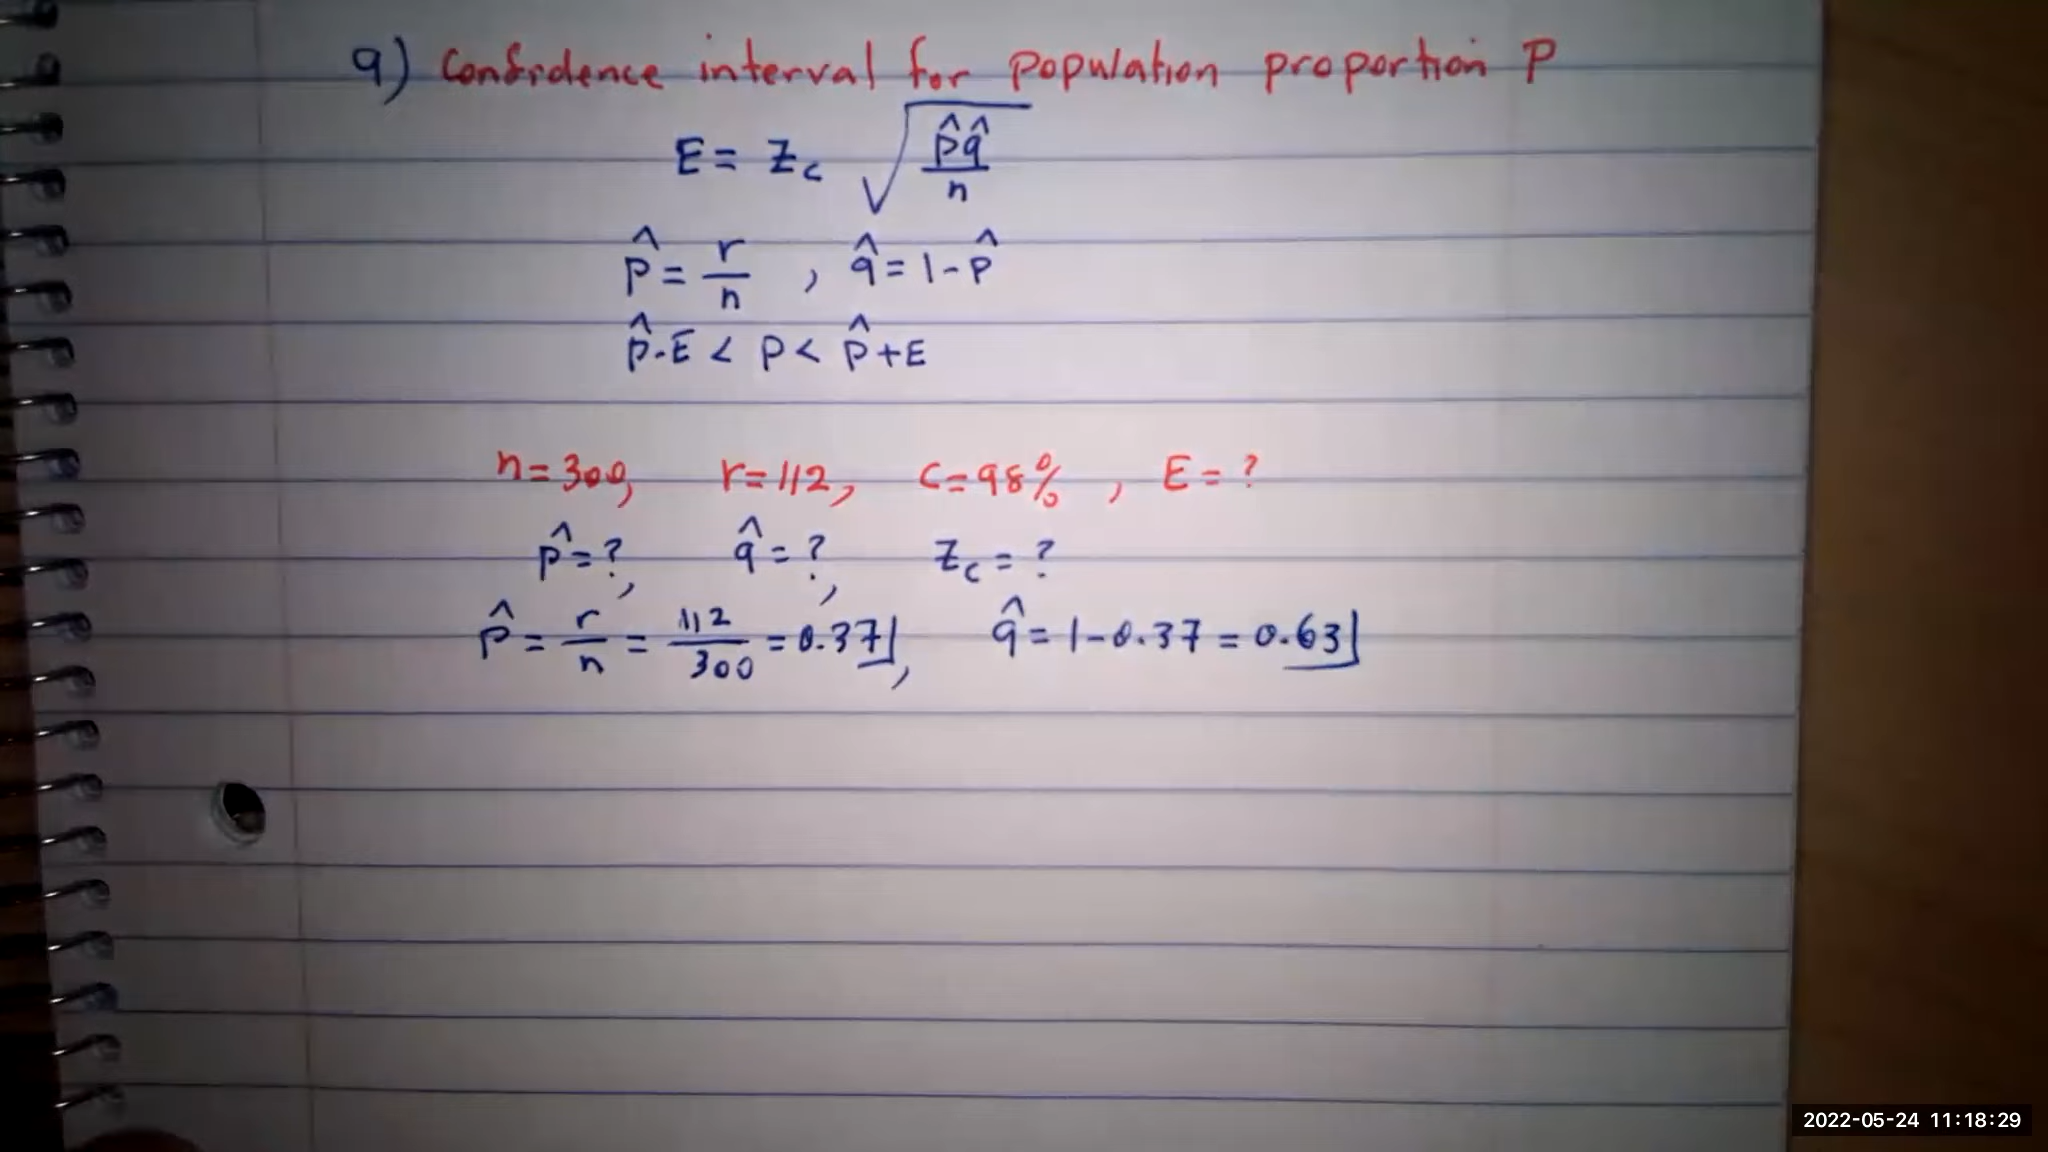 9) Confidence interval for population proportion P
E = Zc √(p̂q̂/n)
p̂ = r/n , q̂ = 1 - p̂
p̂ - E < P < p̂ + E
n = 300, r = 112, c = 98% , E = ?
p̂ = ?, q̂ = ?, Zc = ?
p̂ = r/n = 112/300 = 0.37, q̂ = 1 - 0.37 = 0.63
2022-05-24 11:18:29